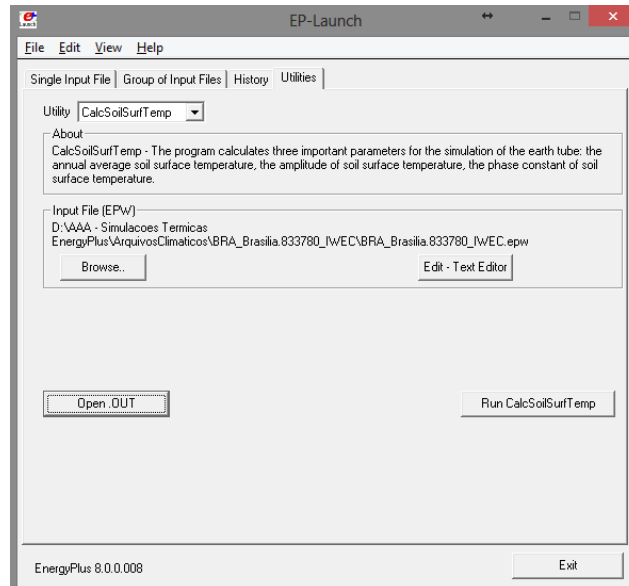 EP-Launch
File Edit View Help
Single Input File Group of Input Files History Utilities
Utility CalcSoilSurfTemp
About
CalcSoilSurfTemp - The program calculates three important parameters for the simulation of the earth tube: the
annual average soil surface temperature, the amplitude of soil surface temperature, the phase constant of soil
surface temperature.
Input File (EPW)
D:\AAA - Simulacoes Termicas
EnergyPlus\ArquivosClimaticos\BRA_Brasilia.833780_IWEC\BRA_Brasilia.833780_IWEC.epw
Browse.. Edit - Text Editor
Open .OUT Run CalcSoilSurfTemp
EnergyPlus 8.0.0.008 Exit